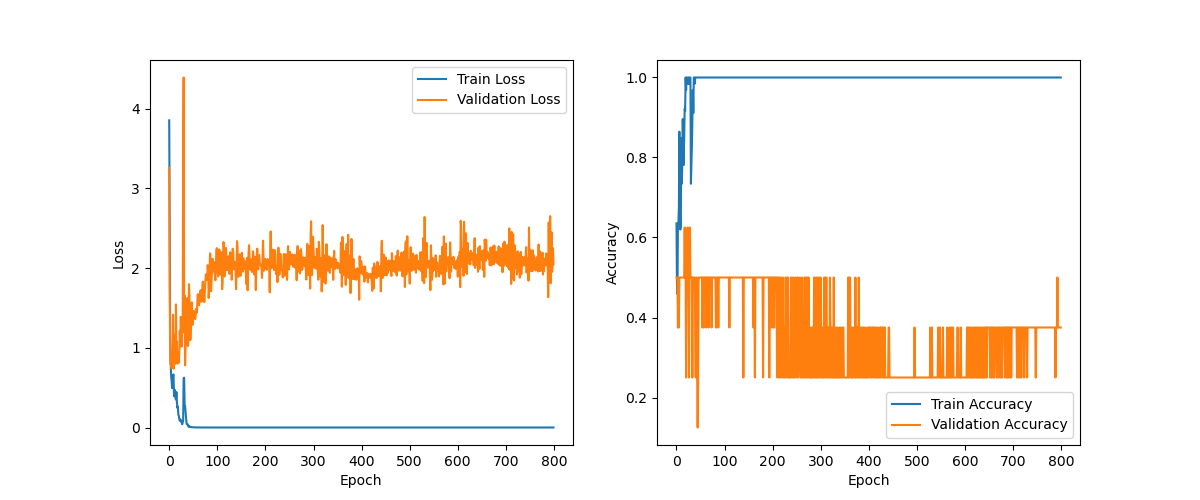 Train Loss
Validation Loss
4
3
2
1
0
Loss
0 100 200 300 400 500 600 700 800
Epoch
1.0
0.8
0.6
0.4
0.2
Accuracy
Train Accuracy
Validation Accuracy
0 100 200 300 400 500 600 700 800
Epoch